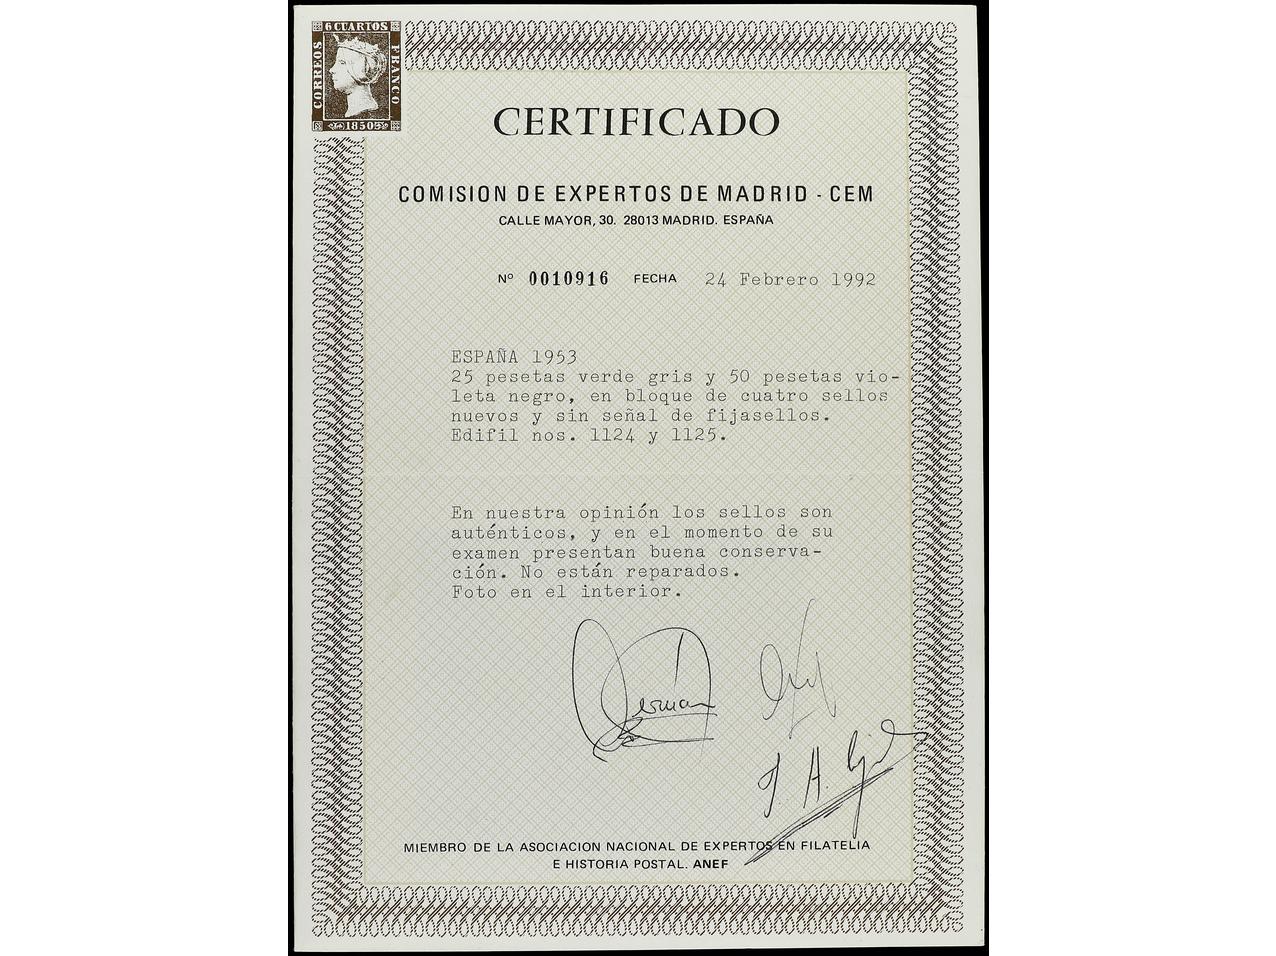 6 CUARTOS
CORREOS
FRANCO
1850
CERTIFICADO
COMISION DE EXPERTOS DE MADRID - CEM
CALLE MAYOR, 30. 28013 MADRID. ESPAÑA
Nº 0010916 FECHA 24 Febrero 1992
ESPAÑA 1953
25 pesetas verde gris y 50 pesetas vio-
leta negro, en bloque de cuatro sellos
nuevos y sin señal de fijasellos.
Edifil nos. 1124 y 1125.
En nuestra opinión los sellos son
auténticos, y en el momento de su
examen presentan buena conserva-
ción. No están reparados.
Foto en el interior.
MIEMBRO DE LA ASOCIACION NACIONAL DE EXPERTOS EN FILATELIA
E HISTORIA POSTAL. ANEF